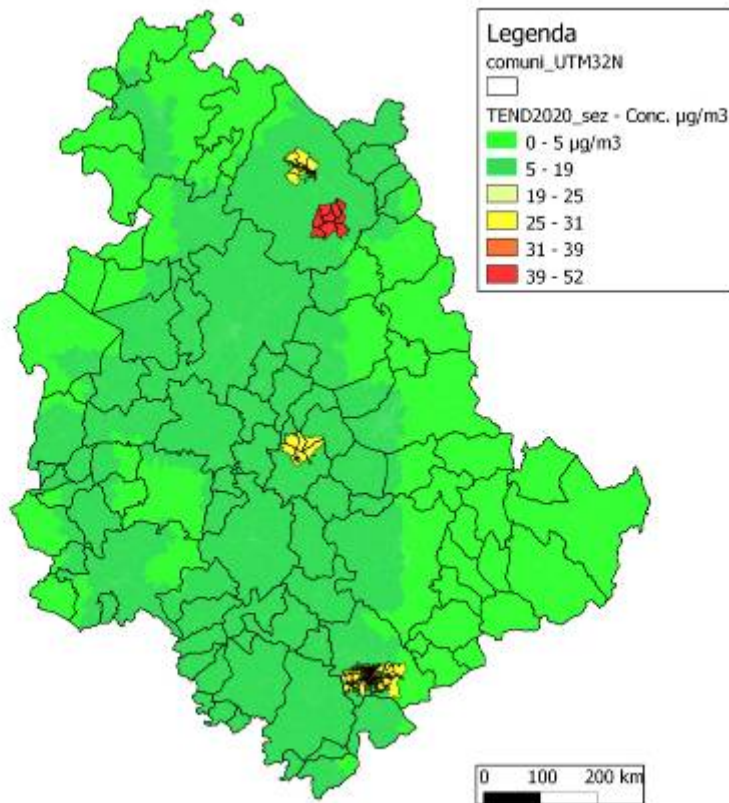 Legenda
comuni_UTM32N
TEND2020_sez - Conc. µg/m3
0 - 5 µg/m3
5 - 19
19 - 25
25 - 31
31 - 39
39 - 52
0 100 200 km